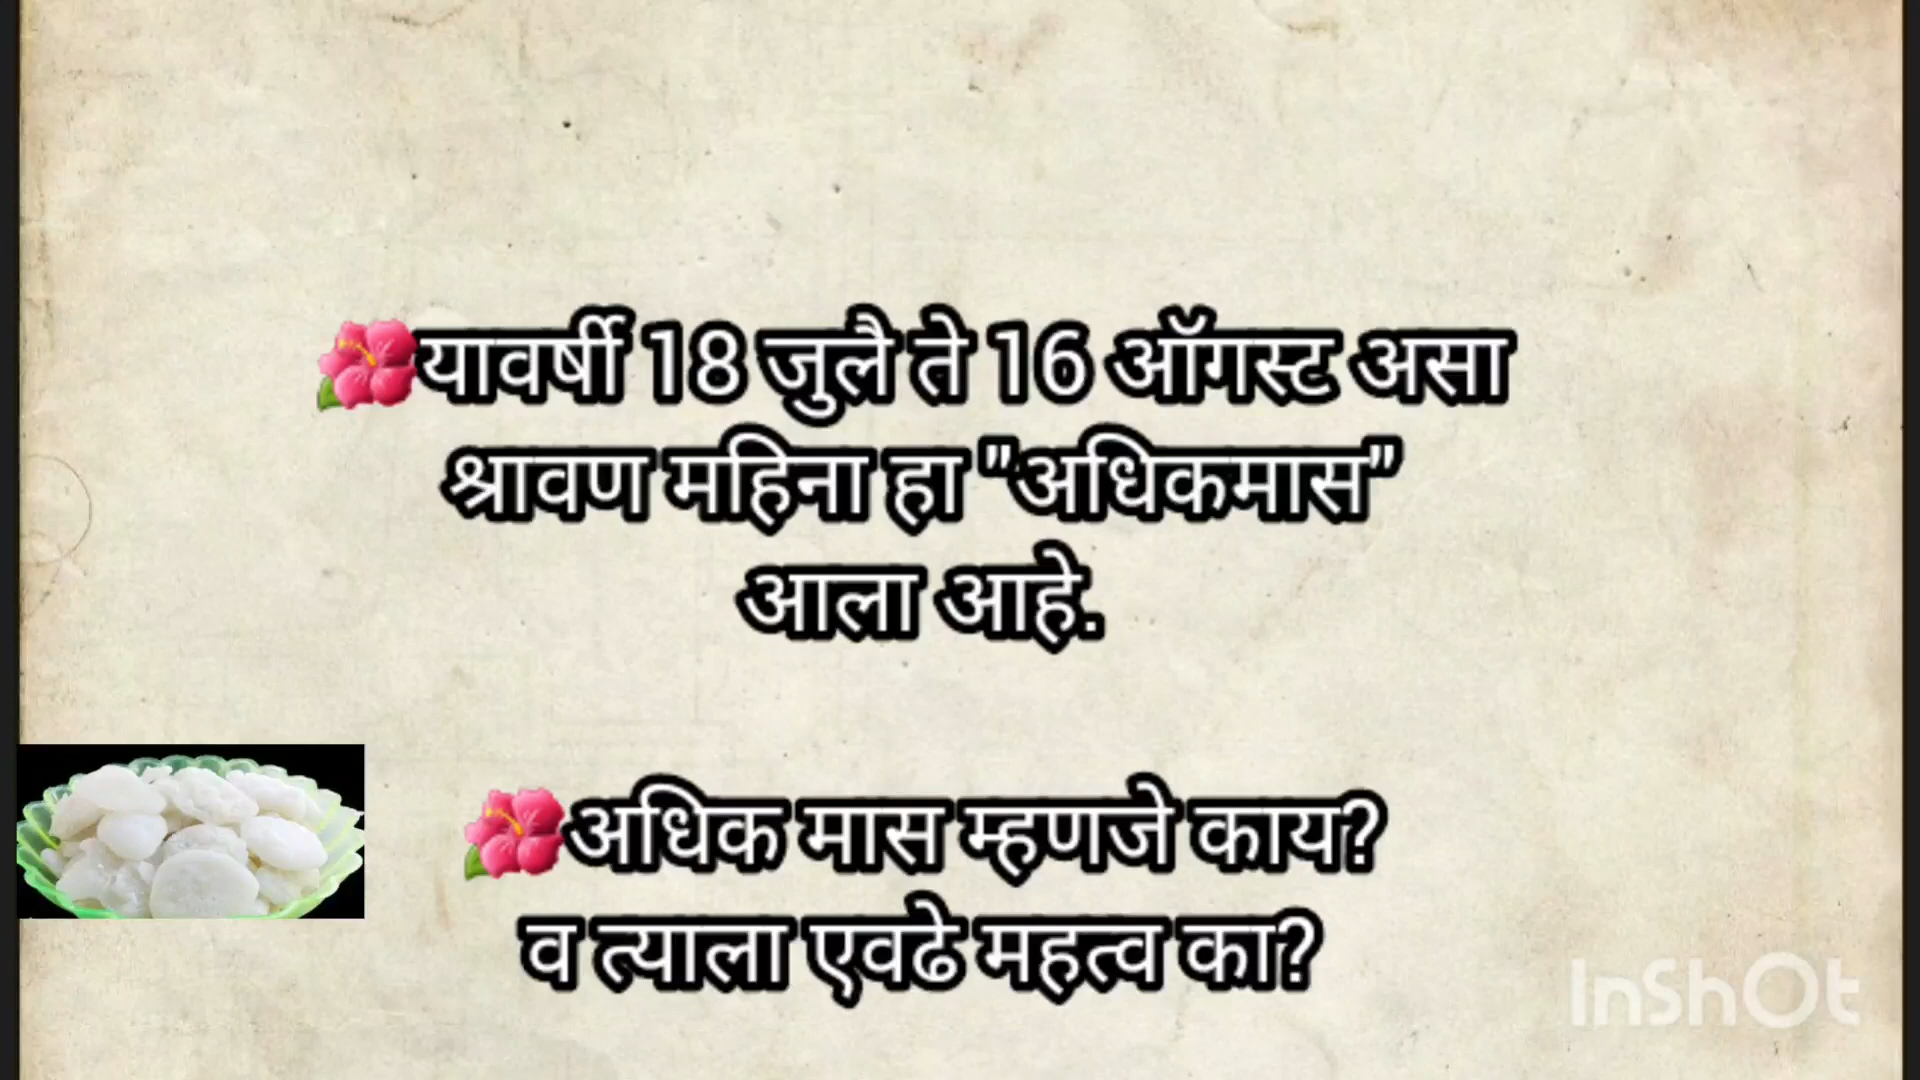 🌺यावर्षी 18 जुलै ते 16 ऑगस्ट असा
श्रावण महिना हा "अधिकमास"
आला आहे.
🌺अधिक मास म्हणजे काय?
व त्याला एवढे महत्व का?
InShOt